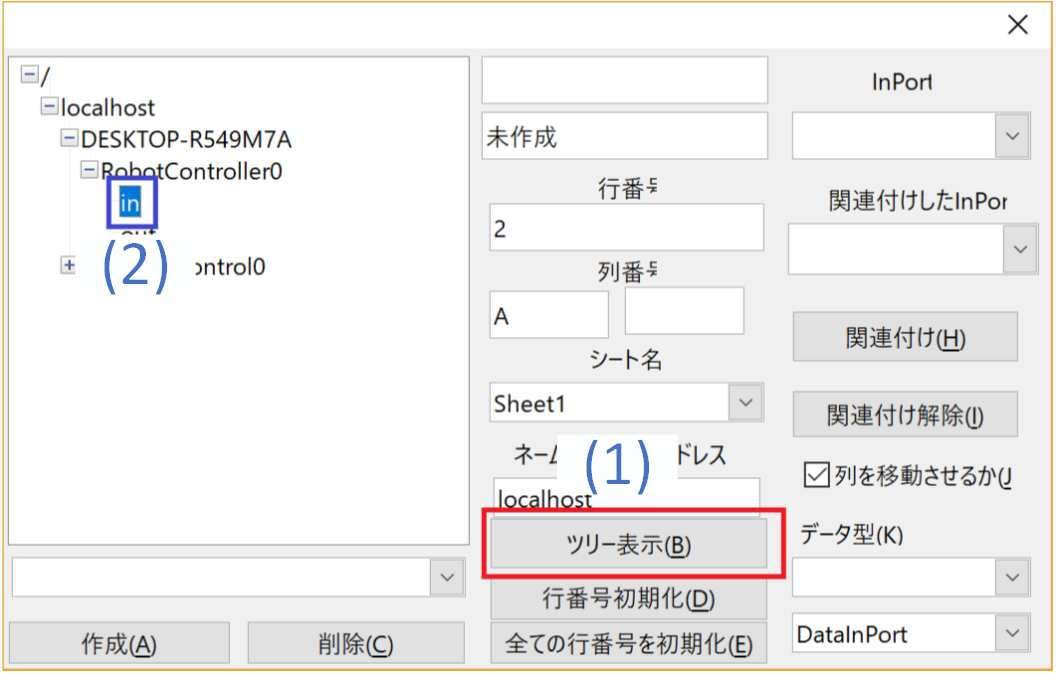 /
localhost
DESKTOP-R549M7A
RobotController0
in
out
(2)
ontrol0
作成(A)
削除(C)
未作成
行番号
2
列番号
A
シート名
Sheet1
ネーム
ドレス
(1)
localhost
ツリー表示(B)
行番号初期化(D)
全ての行番号を初期化(E)
InPort
関連付けしたInPor
関連付け(H)
関連付け解除(I)
列を移動させるか(J
データ型(K)
DataInPort